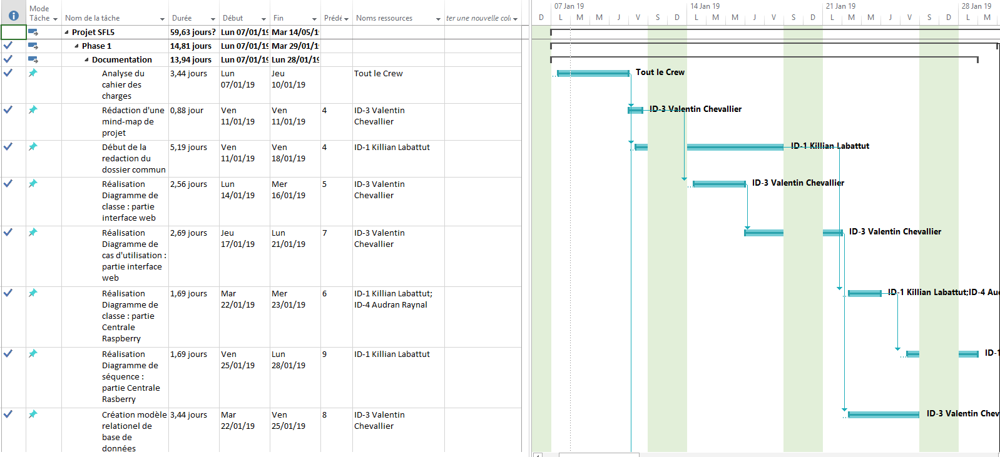 Mode
Tâche
Nom de la tâche
Durée
Début
Fin
Prédé
Noms ressources
ter une nouvelle col
07 Jan 19
14 Jan 19
21 Jan 19
28 Jan 19
D L M M J V S D L M M J V S D L M M J V S D L M
Projet SFL5
59,63 jours?
Lun 07/01/19
Mar 14/05/1
Phase 1
14,81 jours
Lun 07/01/19
Mar 29/01/1
Documentation
13,94 jours
Lun 07/01/19
Lun 28/01/19
Analyse du
cahier des
charges
3,44 jours
Lun
07/01/19
Jeu
10/01/19
Tout le Crew
Tout le Crew
Rédaction d'une
mind-map de
projet
0,88 jour
Ven
11/01/19
Ven
11/01/19
4
ID-3 Valentin
Chevallier
ID-3 Valentin Chevallier
Début de la
redaction du
dossier commun
5,19 jours
Ven
11/01/19
Ven
18/01/19
4
ID-1 Killian Labattut
ID-1 Killian Labattut
Réalisation
Diagramme de
classe : partie
interface web
2,56 jours
Lun
14/01/19
Mer
16/01/19
5
ID-3 Valentin
Chevallier
ID-3 Valentin Chevallier
Réalisation
Diagramme de
cas d'utilisation :
partie interface
web
2,69 jours
Jeu
17/01/19
Lun
21/01/19
7
ID-3 Valentin
Chevallier
ID-3 Valentin Chevallier
Réalisation
Diagramme de
classe : partie
Centrale
Raspberry
1,69 jours
Mar
22/01/19
Mer
23/01/19
6
ID-1 Killian Labattut;
ID-4 Audran Raynal
ID-1 Killian Labattut;ID-4 Au
Réalisation
Diagramme de
séquence :
partie Centrale
Rasberry
1,69 jours
Ven
25/01/19
Lun
28/01/19
9
ID-1 Killian Labattut
ID-1
Création modèle
relationel de
base de
données
3,44 jours
Mar
22/01/19
Ven
25/01/19
8
ID-3 Valentin
Chevallier
ID-3 Valentin Chev